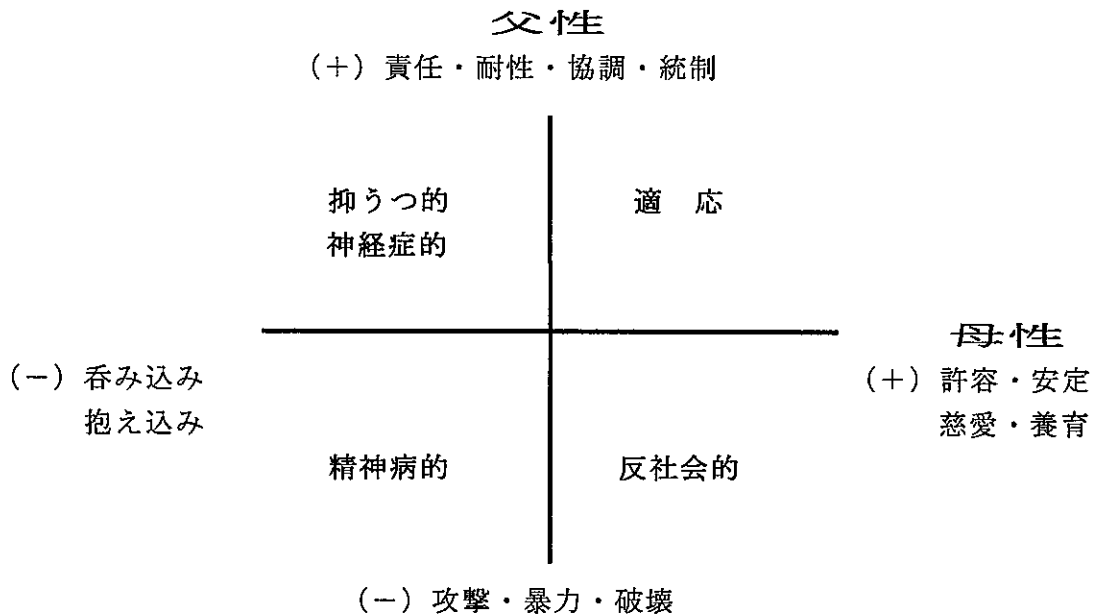 父性
(+) 責任・耐性・協調・統制
抑うつ的
神経症的
適 応
母性
(−) 呑み込み
抱え込み
(+) 許容・安定
慈愛・養育
精神病的
反社会的
(−) 攻撃・暴力・破壊